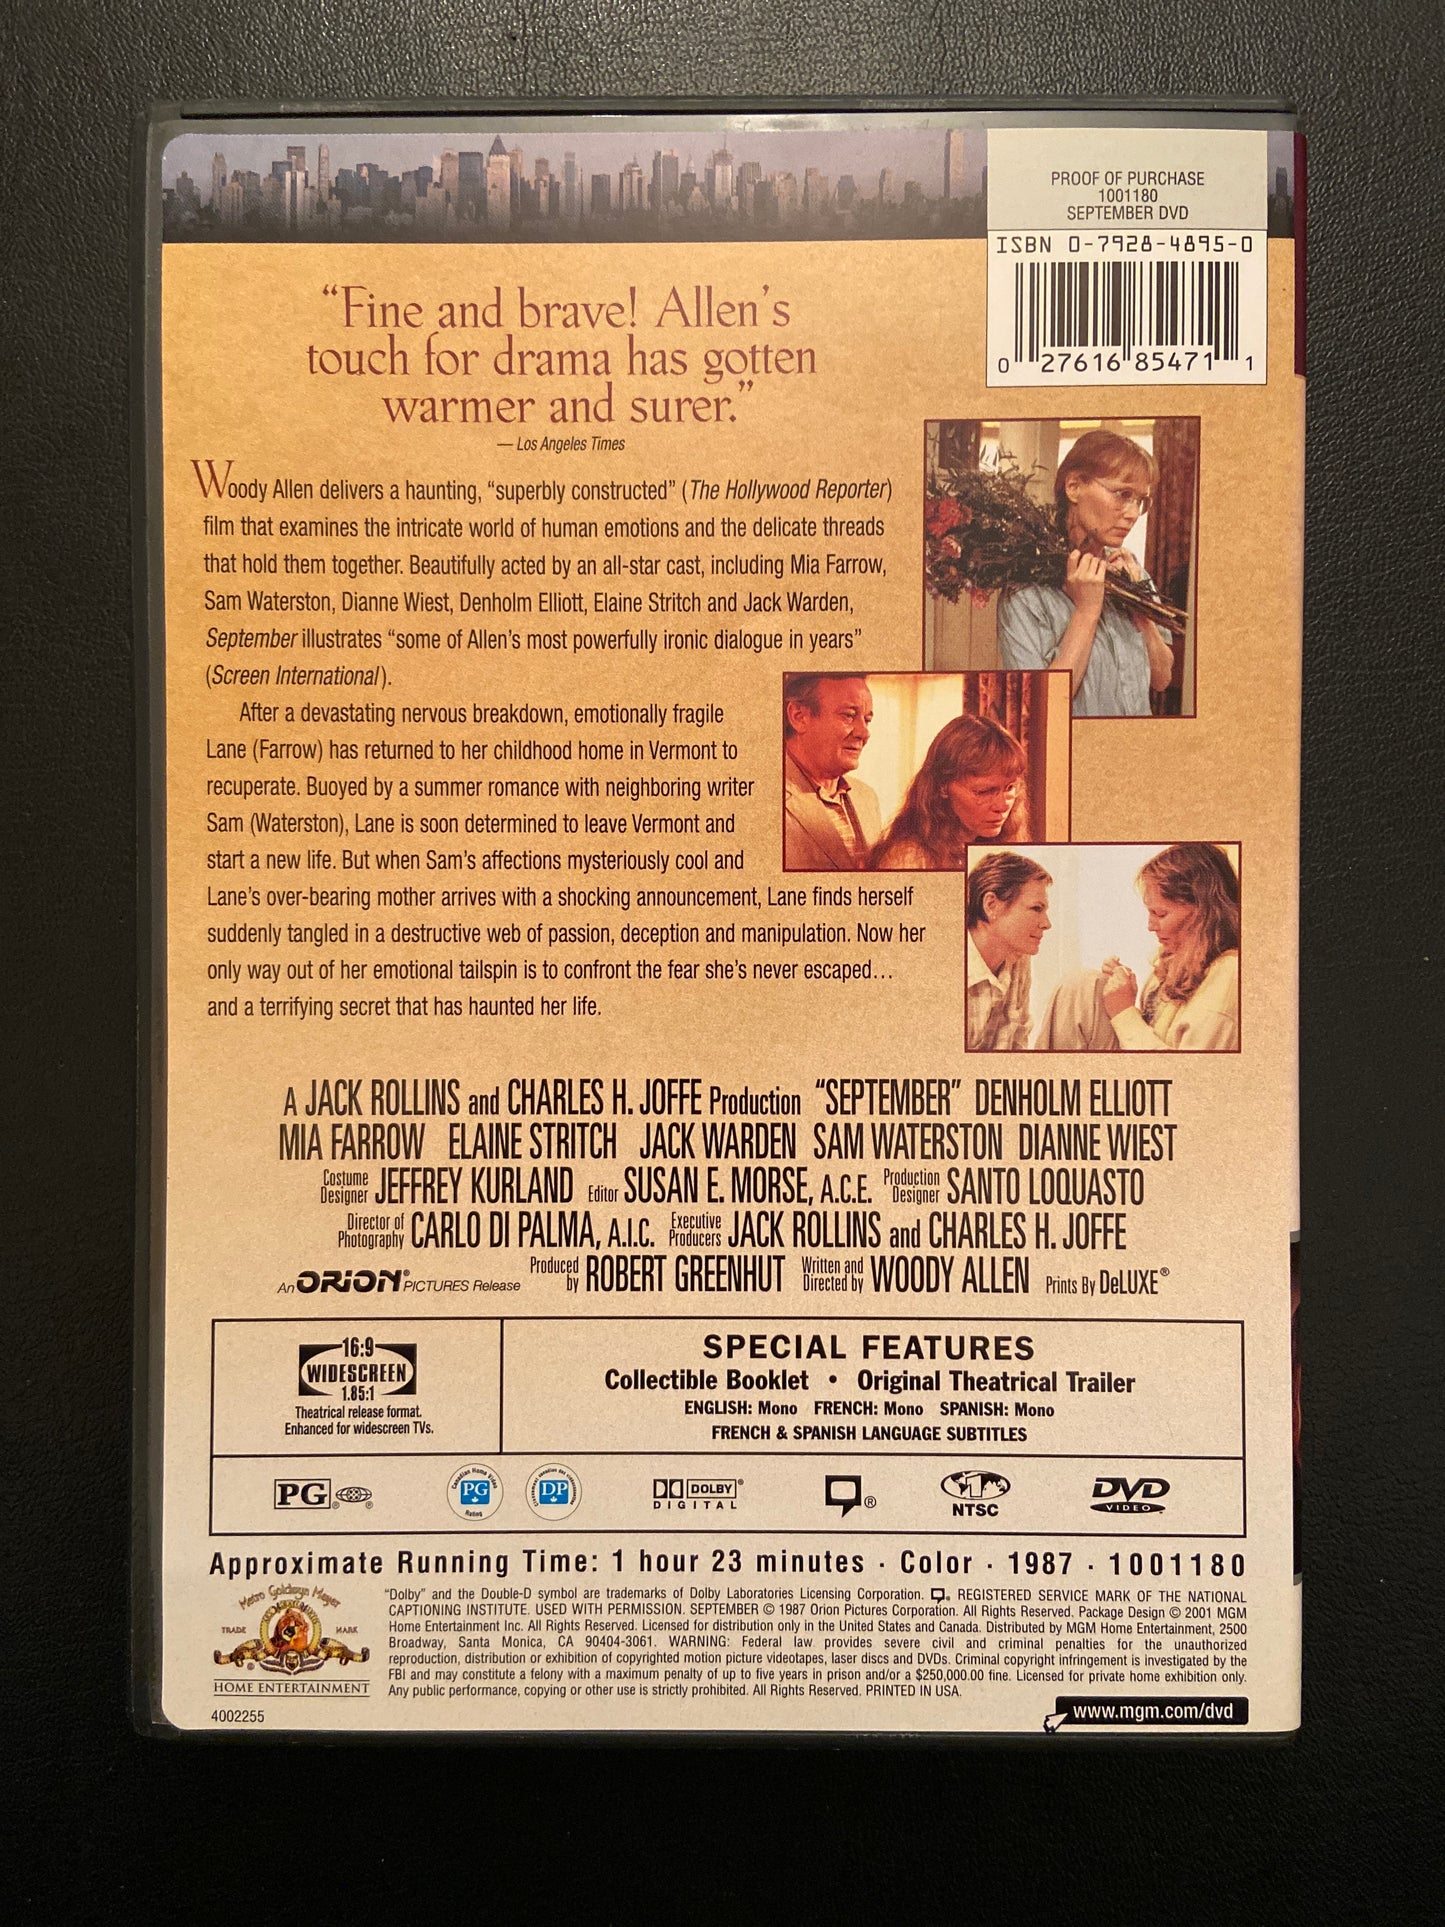 PROOF OF PURCHASE
1001180
SEPTEMBER DVD
ISBN 0-7928-4895-0
0 27616 85471 1
“Fine and brave! Allen’s
touch for drama has gotten
warmer and surer.”
— Los Angeles Times
Woody Allen delivers a haunting, “superbly constructed” (The Hollywood Reporter)
film that examines the intricate world of human emotions and the delicate threads
that hold them together. Beautifully acted by an all-star cast, including Mia Farrow,
Sam Waterston, Dianne Wiest, Denholm Elliott, Elaine Stritch and Jack Warden,
September illustrates “some of Allen’s most powerfully ironic dialogue in years”
(Screen International).
After a devastating nervous breakdown, emotionally fragile
Lane (Farrow) has returned to her childhood home in Vermont to
recuperate. Buoyed by a summer romance with neighboring writer
Sam (Waterston), Lane is soon determined to leave Vermont and
start a new life. But when Sam’s affections mysteriously cool and
Lane’s over-bearing mother arrives with a shocking announcement, Lane finds herself
suddenly tangled in a destructive web of passion, deception and manipulation. Now her
only way out of her emotional tailspin is to confront the fear she’s never escaped…
and a terrifying secret that has haunted her life.
A JACK ROLLINS and CHARLES H. JOFFE Production “SEPTEMBER” DENHOLM ELLIOTT
MIA FARROW ELAINE STRITCH JACK WARDEN SAM WATERSTON DIANNE WIEST
Costume Designer JEFFREY KURLAND Editor SUSAN E. MORSE, A.C.E. Production Designer SANTO LOQUASTO
Director of Photography CARLO DI PALMA, A.I.C. Executive Producers JACK ROLLINS and CHARLES H. JOFFE
An ORION® PICTURES Release Produced by ROBERT GREENHUT Written and Directed by WOODY ALLEN Prints By DeLUXE®
16:9
WIDESCREEN
1.85:1
Theatrical release format.
Enhanced for widescreen TVs.
SPECIAL FEATURES
Collectible Booklet • Original Theatrical Trailer
ENGLISH: Mono FRENCH: Mono SPANISH: Mono
FRENCH & SPANISH LANGUAGE SUBTITLES
PG ® ®
Canadian Home Video
PG
Rating
DP
DOLBY®
DIGITAL
®
NTSC
DVD
VIDEO
Approximate Running Time: 1 hour 23 minutes · Color · 1987 · 1001180
Metro Goldwyn Mayer
TRADE MARK
HOME ENTERTAINMENT
“Dolby” and the Double-D symbol are trademarks of Dolby Laboratories Licensing Corporation. ® REGISTERED SERVICE MARK OF THE NATIONAL
CAPTIONING INSTITUTE. USED WITH PERMISSION. SEPTEMBER © 1987 Orion Pictures Corporation. All Rights Reserved. Package Design © 2001 MGM
Home Entertainment Inc. All Rights Reserved. Licensed for distribution only in the United States and Canada. Distributed by MGM Home Entertainment, 2500
Broadway, Santa Monica, CA 90404-3061. WARNING: Federal law provides severe civil and criminal penalties for the unauthorized
reproduction, distribution or exhibition of copyrighted motion picture videotapes, laser discs and DVDs. Criminal copyright infringement is investigated by the
FBI and may constitute a felony with a maximum penalty of up to five years in prison and/or a $250,000.00 fine. Licensed for private home exhibition only.
Any public performance, copying or other use is strictly prohibited. All Rights Reserved. PRINTED IN USA.
4002255
www.mgm.com/dvd